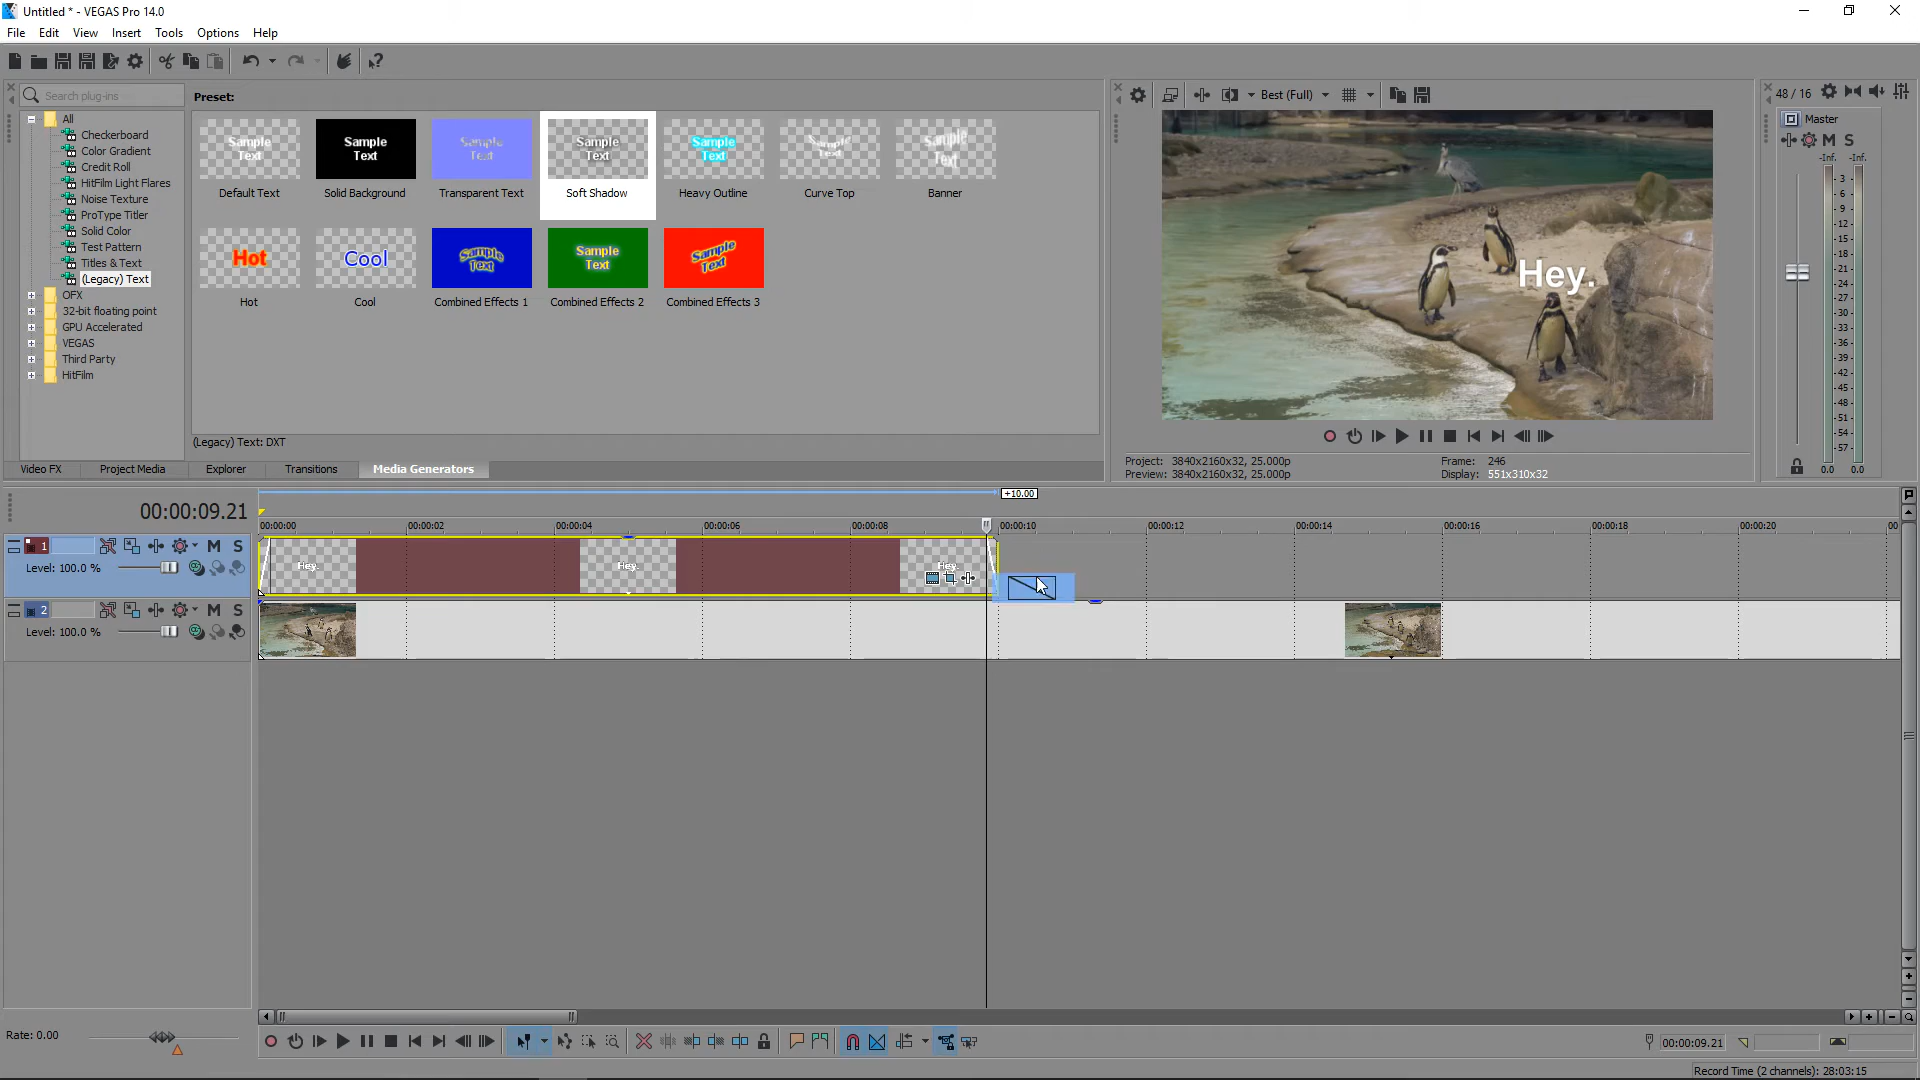 Untitled * - VEGAS Pro 14.0
File Edit View Insert Tools Options Help
Search plug-ins
All
Checkerboard
Color Gradient
Credit Roll
HitFilm Light Flares
Noise Texture
ProType Titler
Solid Color
Test Pattern
Titles & Text
(Legacy) Text
OFX
32-bit floating point
GPU Accelerated
VEGAS
Third Party
HitFilm
Preset:
Sample Text
Sample Text
Sample Text
Sample Text
Sample Text
Sample Text
Sample Text
Default Text Solid Background Transparent Text Soft Shadow Heavy Outline Curve Top Banner
Hot
Cool
Sample Text
Sample Text
Sample Text
Hot Cool Combined Effects 1 Combined Effects 2 Combined Effects 3
(Legacy) Text: DXT
Video FX Project Media Explorer Transitions Media Generators
Best (Full)
Hey.
Project: 3840x2160x32, 25.000p
Preview: 3840x2160x32, 25.000p
Frame: 246
Display: 551x310x32
48 / 16
Master
M S
-Inf. -Inf.
3
6
9
12
15
18
21
24
27
30
33
36
39
42
45
48
51
54
57
0.0 0.0
00:00:09.21
+10.00
00:00:00 00:00:02 00:00:04 00:00:06 00:00:08 00:00:10 00:00:12 00:00:14 00:00:16 00:00:18 00:00:20 00
1 M S
Level: 100.0 %
Hey. Hey. Hey.
2 M S
Level: 100.0 %
Rate: 0.00
00:00:09.21
Record Time (2 channels): 28:03:15